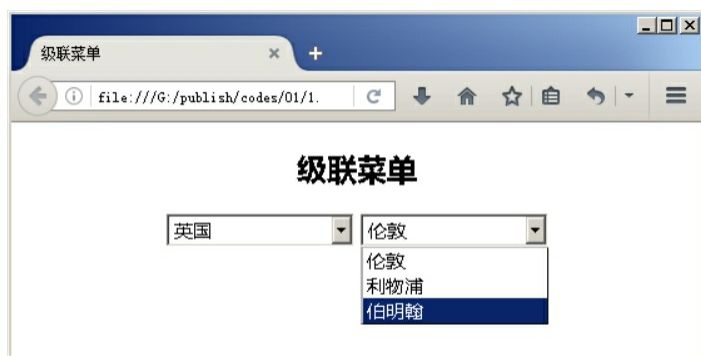 级联菜单
file:///G:/publish/codes/01/1.
级联菜单
英国 伦敦
伦敦
利物浦
伯明翰